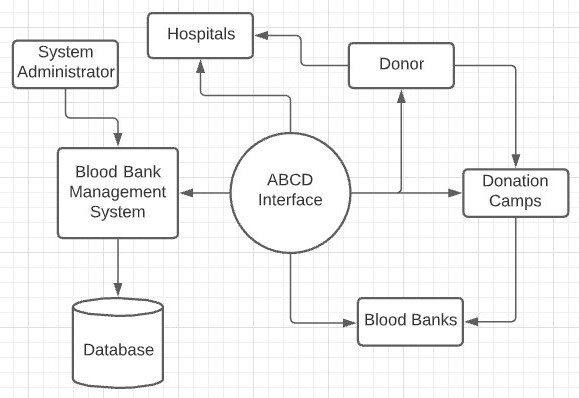 Hospitals
System
Administrator
Donor
Blood Bank
Management
System
ABCD
Interface
Donation
Camps
Blood Banks
Database